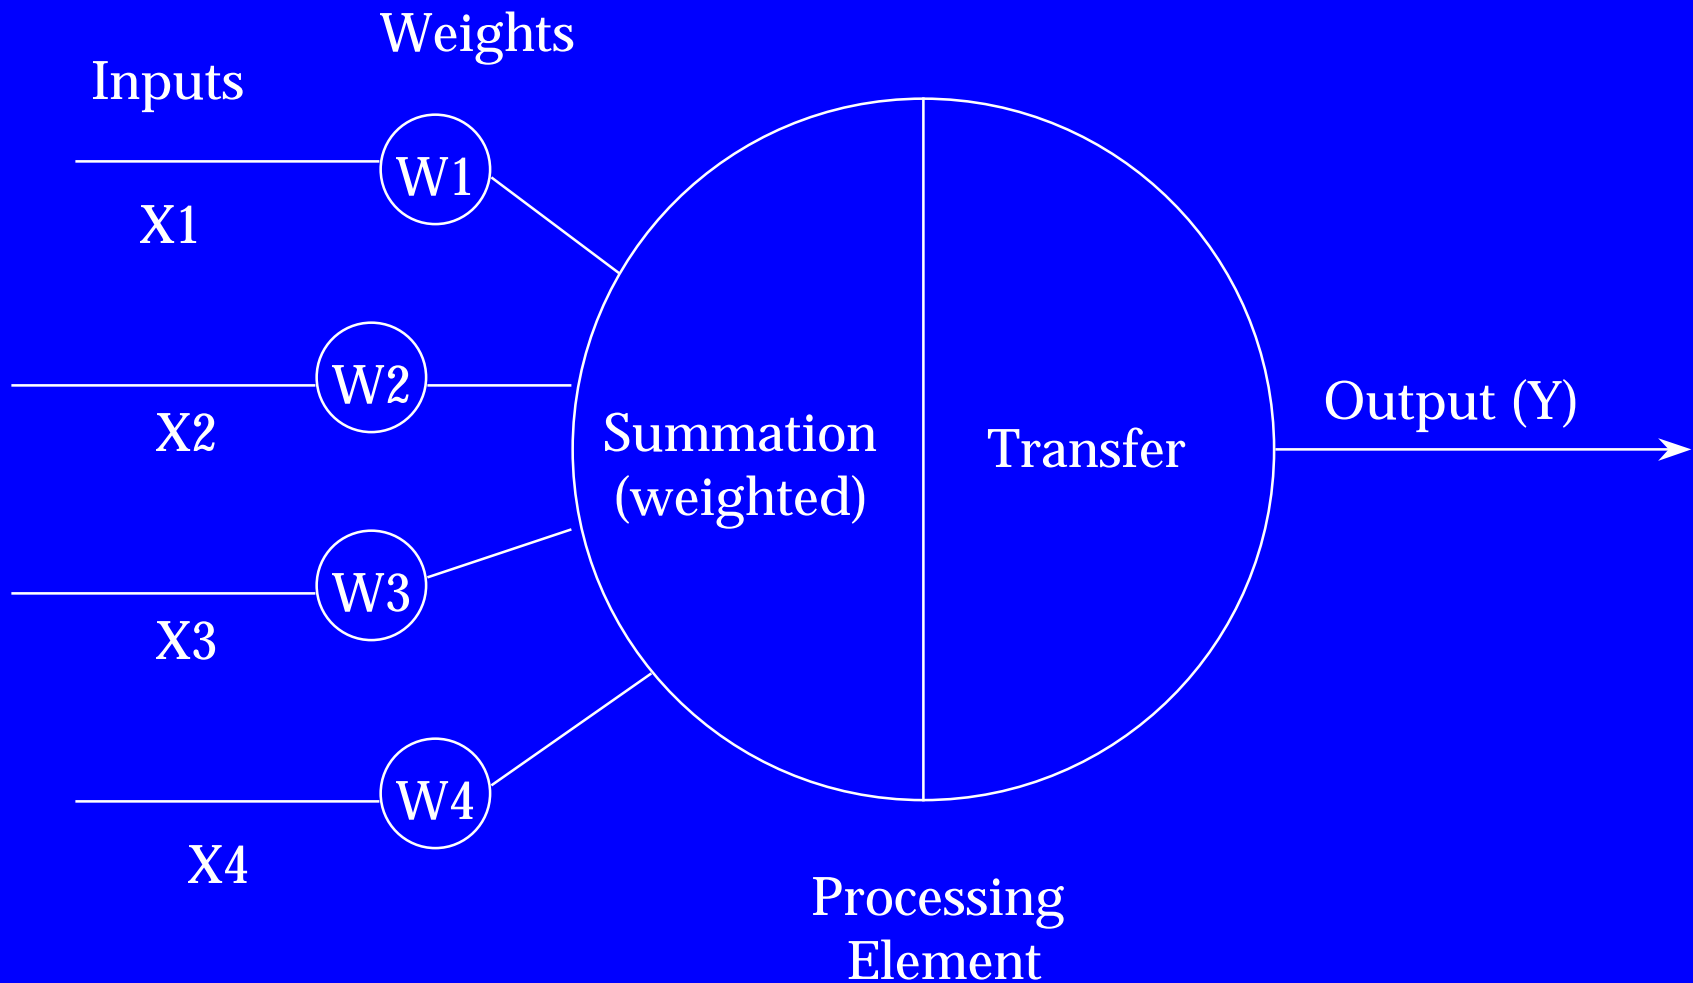 Weights
Inputs
W1
X1
W2
X2
Summation
(weighted)
Transfer
Output (Y)
W3
X3
W4
X4
Processing
Element